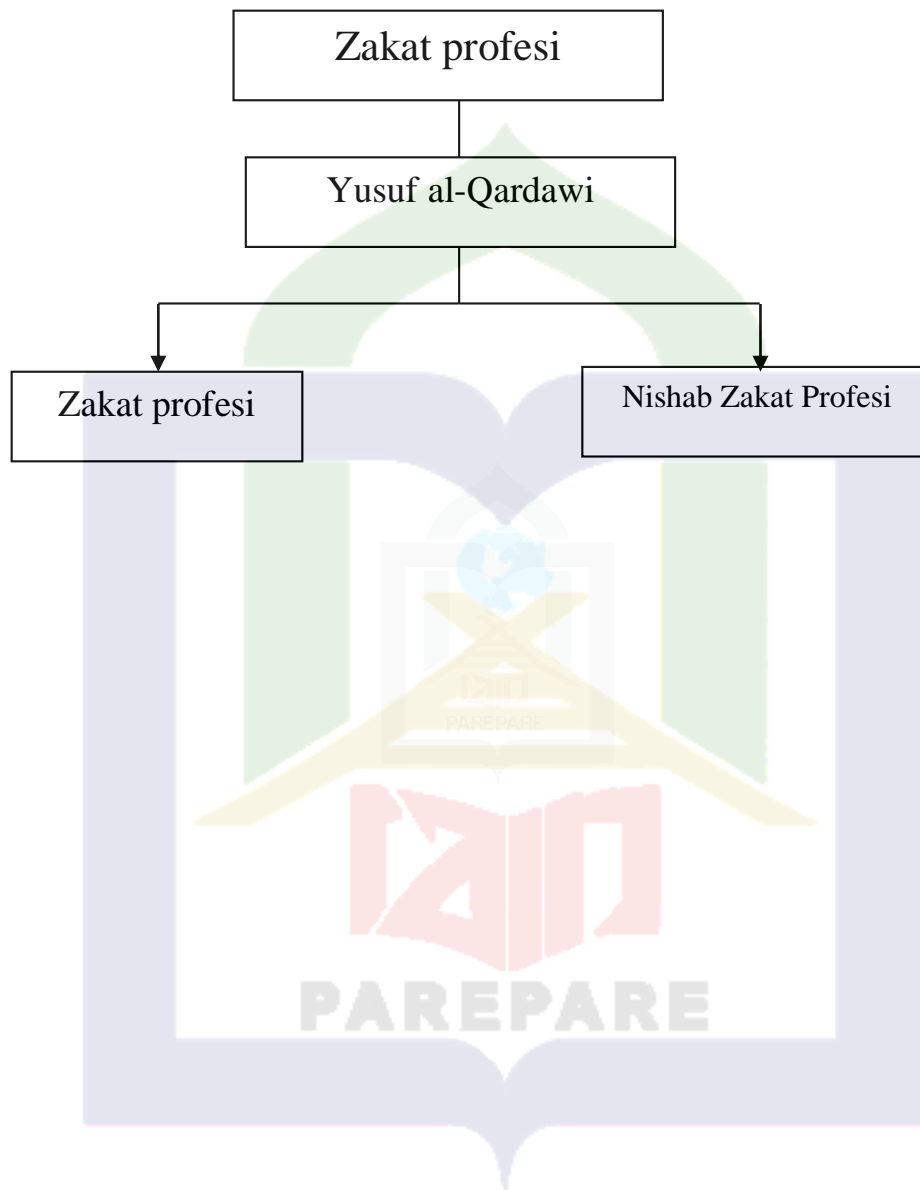 Zakat profesi
Yusuf al-Qardawi
Zakat profesi
Nishab Zakat Profesi
PAREPARE
PAREPARE